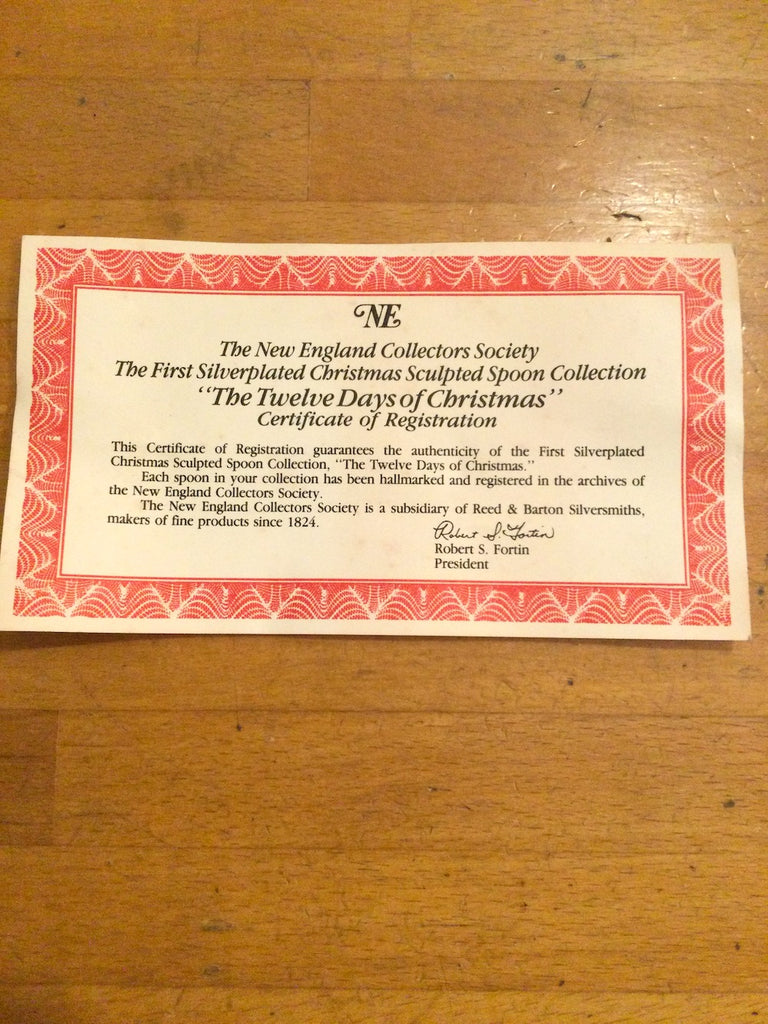 NE
The New England Collectors Society
The First Silverplated Christmas Sculpted Spoon Collection
“The Twelve Days of Christmas”
Certificate of Registration
This Certificate of Registration guarantees the authenticity of the First Silverplated
Christmas Sculpted Spoon Collection, “The Twelve Days of Christmas.”
Each spoon in your collection has been hallmarked and registered in the archives of
the New England Collectors Society.
The New England Collectors Society is a subsidiary of Reed & Barton Silversmiths,
makers of fine products since 1824.
Robert S. Fortin
Robert S. Fortin
President